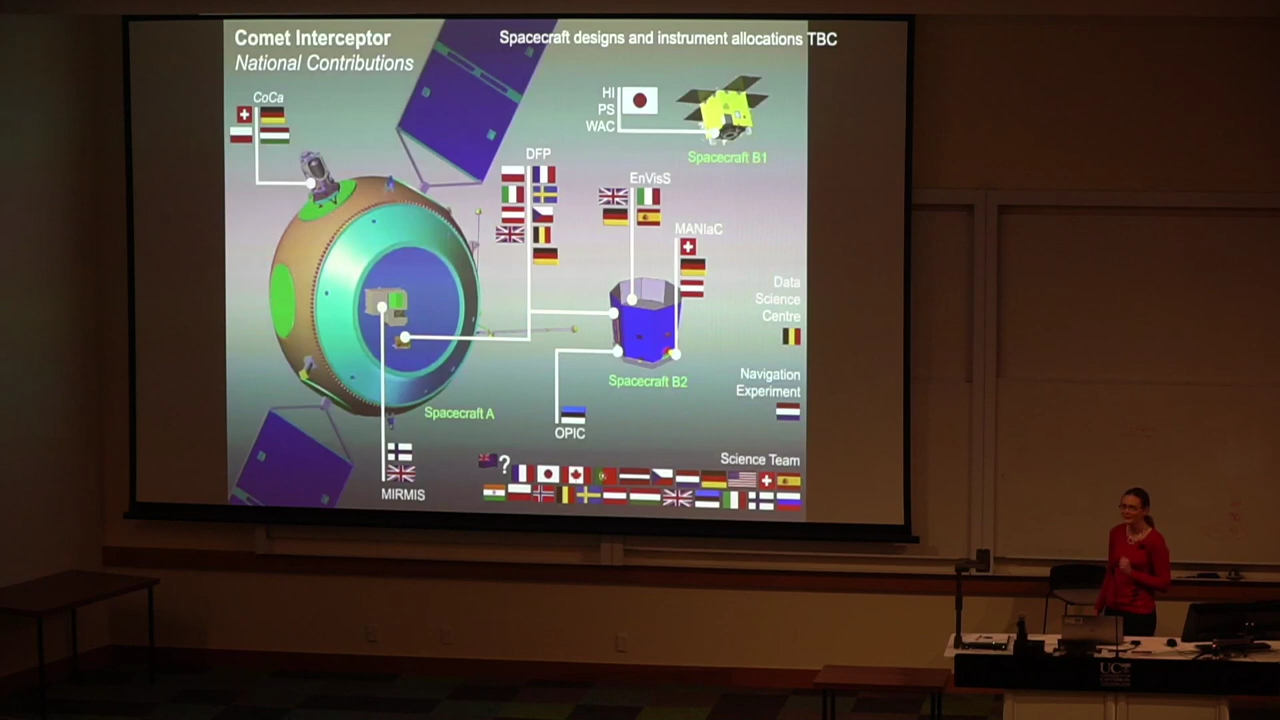 Comet Interceptor
National Contributions
Spacecraft designs and instrument allocations TBC
CoCa
HI
PS
WAC
Spacecraft B1
DFP
EnVisS
MANIaC
Data
Science
Centre
Spacecraft B2
Navigation
Experiment
Spacecraft A
OPIC
MIRMIS
?
Science Team
UC